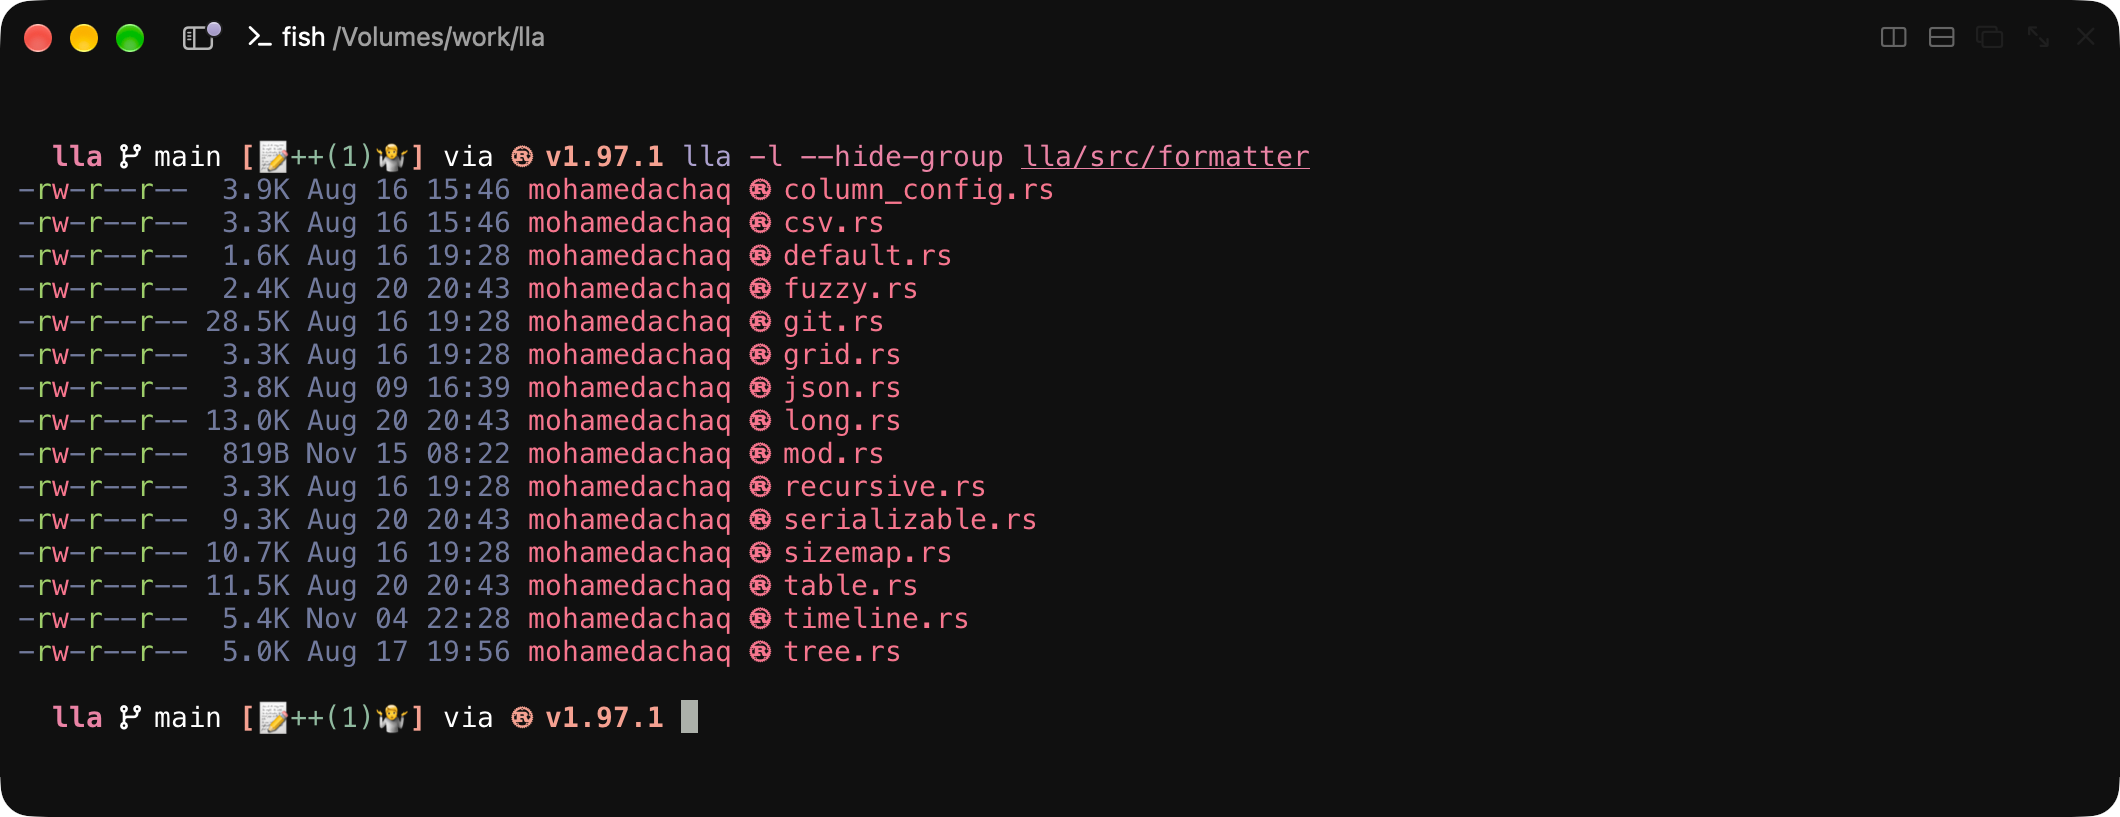 fish /Volumes/work/lla
lla main [📝++(1)🤷] via v1.97.1 lla -l --hide-group lla/src/formatter
-rw-r--r--  3.9K Aug 16 15:46 mohamedachaq column_config.rs
-rw-r--r--  3.3K Aug 16 15:46 mohamedachaq csv.rs
-rw-r--r--  1.6K Aug 16 19:28 mohamedachaq default.rs
-rw-r--r--  2.4K Aug 20 20:43 mohamedachaq fuzzy.rs
-rw-r--r-- 28.5K Aug 16 19:28 mohamedachaq git.rs
-rw-r--r--  3.3K Aug 16 19:28 mohamedachaq grid.rs
-rw-r--r--  3.8K Aug 09 16:39 mohamedachaq json.rs
-rw-r--r-- 13.0K Aug 20 20:43 mohamedachaq long.rs
-rw-r--r--  819B Nov 15 08:22 mohamedachaq mod.rs
-rw-r--r--  3.3K Aug 16 19:28 mohamedachaq recursive.rs
-rw-r--r--  9.3K Aug 20 20:43 mohamedachaq serializable.rs
-rw-r--r-- 10.7K Aug 16 19:28 mohamedachaq sizemap.rs
-rw-r--r-- 11.5K Aug 20 20:43 mohamedachaq table.rs
-rw-r--r--  5.4K Nov 04 22:28 mohamedachaq timeline.rs
-rw-r--r--  5.0K Aug 17 19:56 mohamedachaq tree.rs
lla main [📝++(1)🤷] via v1.97.1